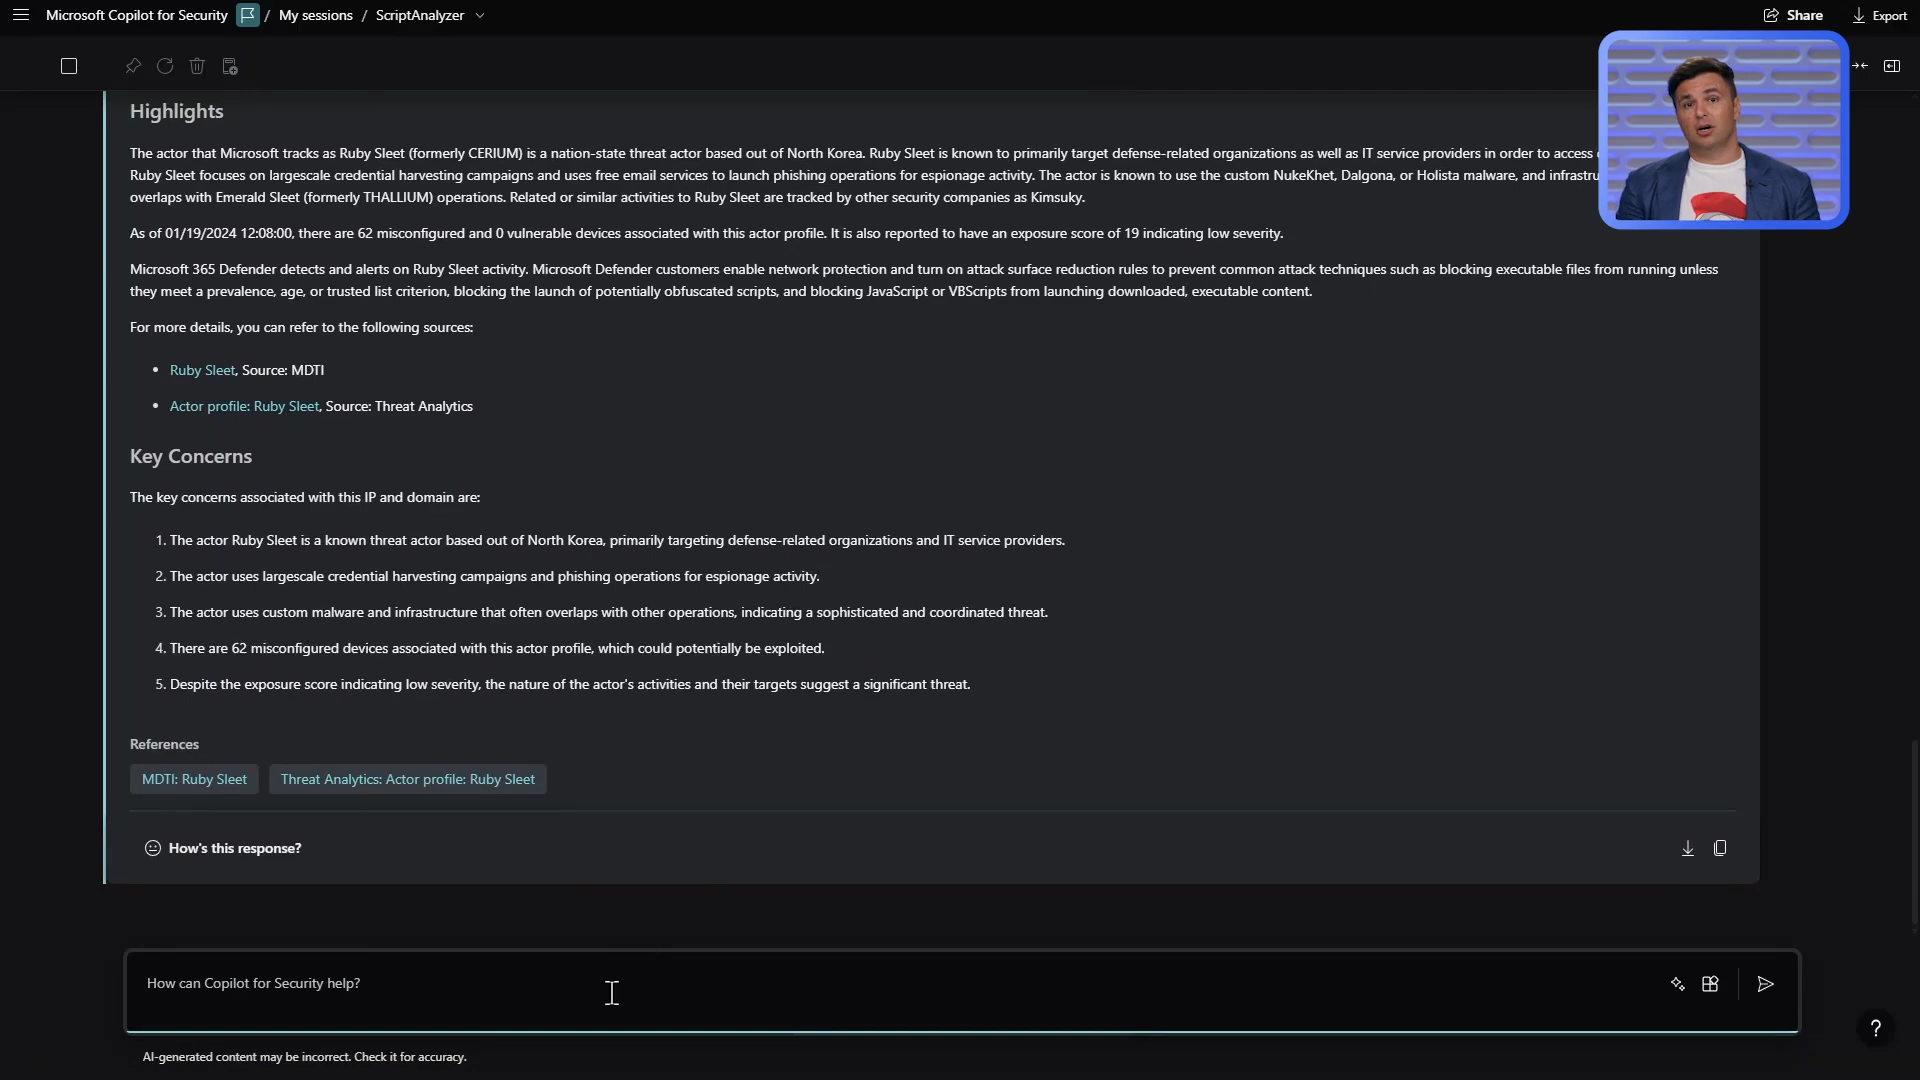 Microsoft Copilot for Security / My sessions / ScriptAnalyzer
Share
Export
Highlights
The actor that Microsoft tracks as Ruby Sleet (formerly CERIUM) is a nation-state threat actor based out of North Korea. Ruby Sleet is known to primarily target defense-related organizations as well as IT service providers in order to access
Ruby Sleet focuses on largescale credential harvesting campaigns and uses free email services to launch phishing operations for espionage activity. The actor is known to use the custom NukeKhet, Dalgona, or Holista malware, and infrastru
overlaps with Emerald Sleet (formerly THALLIUM) operations. Related or similar activities to Ruby Sleet are tracked by other security companies as Kimsuky.
As of 01/19/2024 12:08:00, there are 62 misconfigured and 0 vulnerable devices associated with this actor profile. It is also reported to have an exposure score of 19 indicating low severity.
Microsoft 365 Defender detects and alerts on Ruby Sleet activity. Microsoft Defender customers enable network protection and turn on attack surface reduction rules to prevent common attack techniques such as blocking executable files from running unless
they meet a prevalence, age, or trusted list criterion, blocking the launch of potentially obfuscated scripts, and blocking JavaScript or VBScripts from launching downloaded, executable content.
For more details, you can refer to the following sources:
• Ruby Sleet, Source: MDTI
• Actor profile: Ruby Sleet, Source: Threat Analytics
Key Concerns
The key concerns associated with this IP and domain are:
1. The actor Ruby Sleet is a known threat actor based out of North Korea, primarily targeting defense-related organizations and IT service providers.
2. The actor uses largescale credential harvesting campaigns and phishing operations for espionage activity.
3. The actor uses custom malware and infrastructure that often overlaps with other operations, indicating a sophisticated and coordinated threat.
4. There are 62 misconfigured devices associated with this actor profile, which could potentially be exploited.
5. Despite the exposure score indicating low severity, the nature of the actor's activities and their targets suggest a significant threat.
References
MDTI: Ruby Sleet
Threat Analytics: Actor profile: Ruby Sleet
How's this response?
How can Copilot for Security help?
?
AI-generated content may be incorrect. Check it for accuracy.